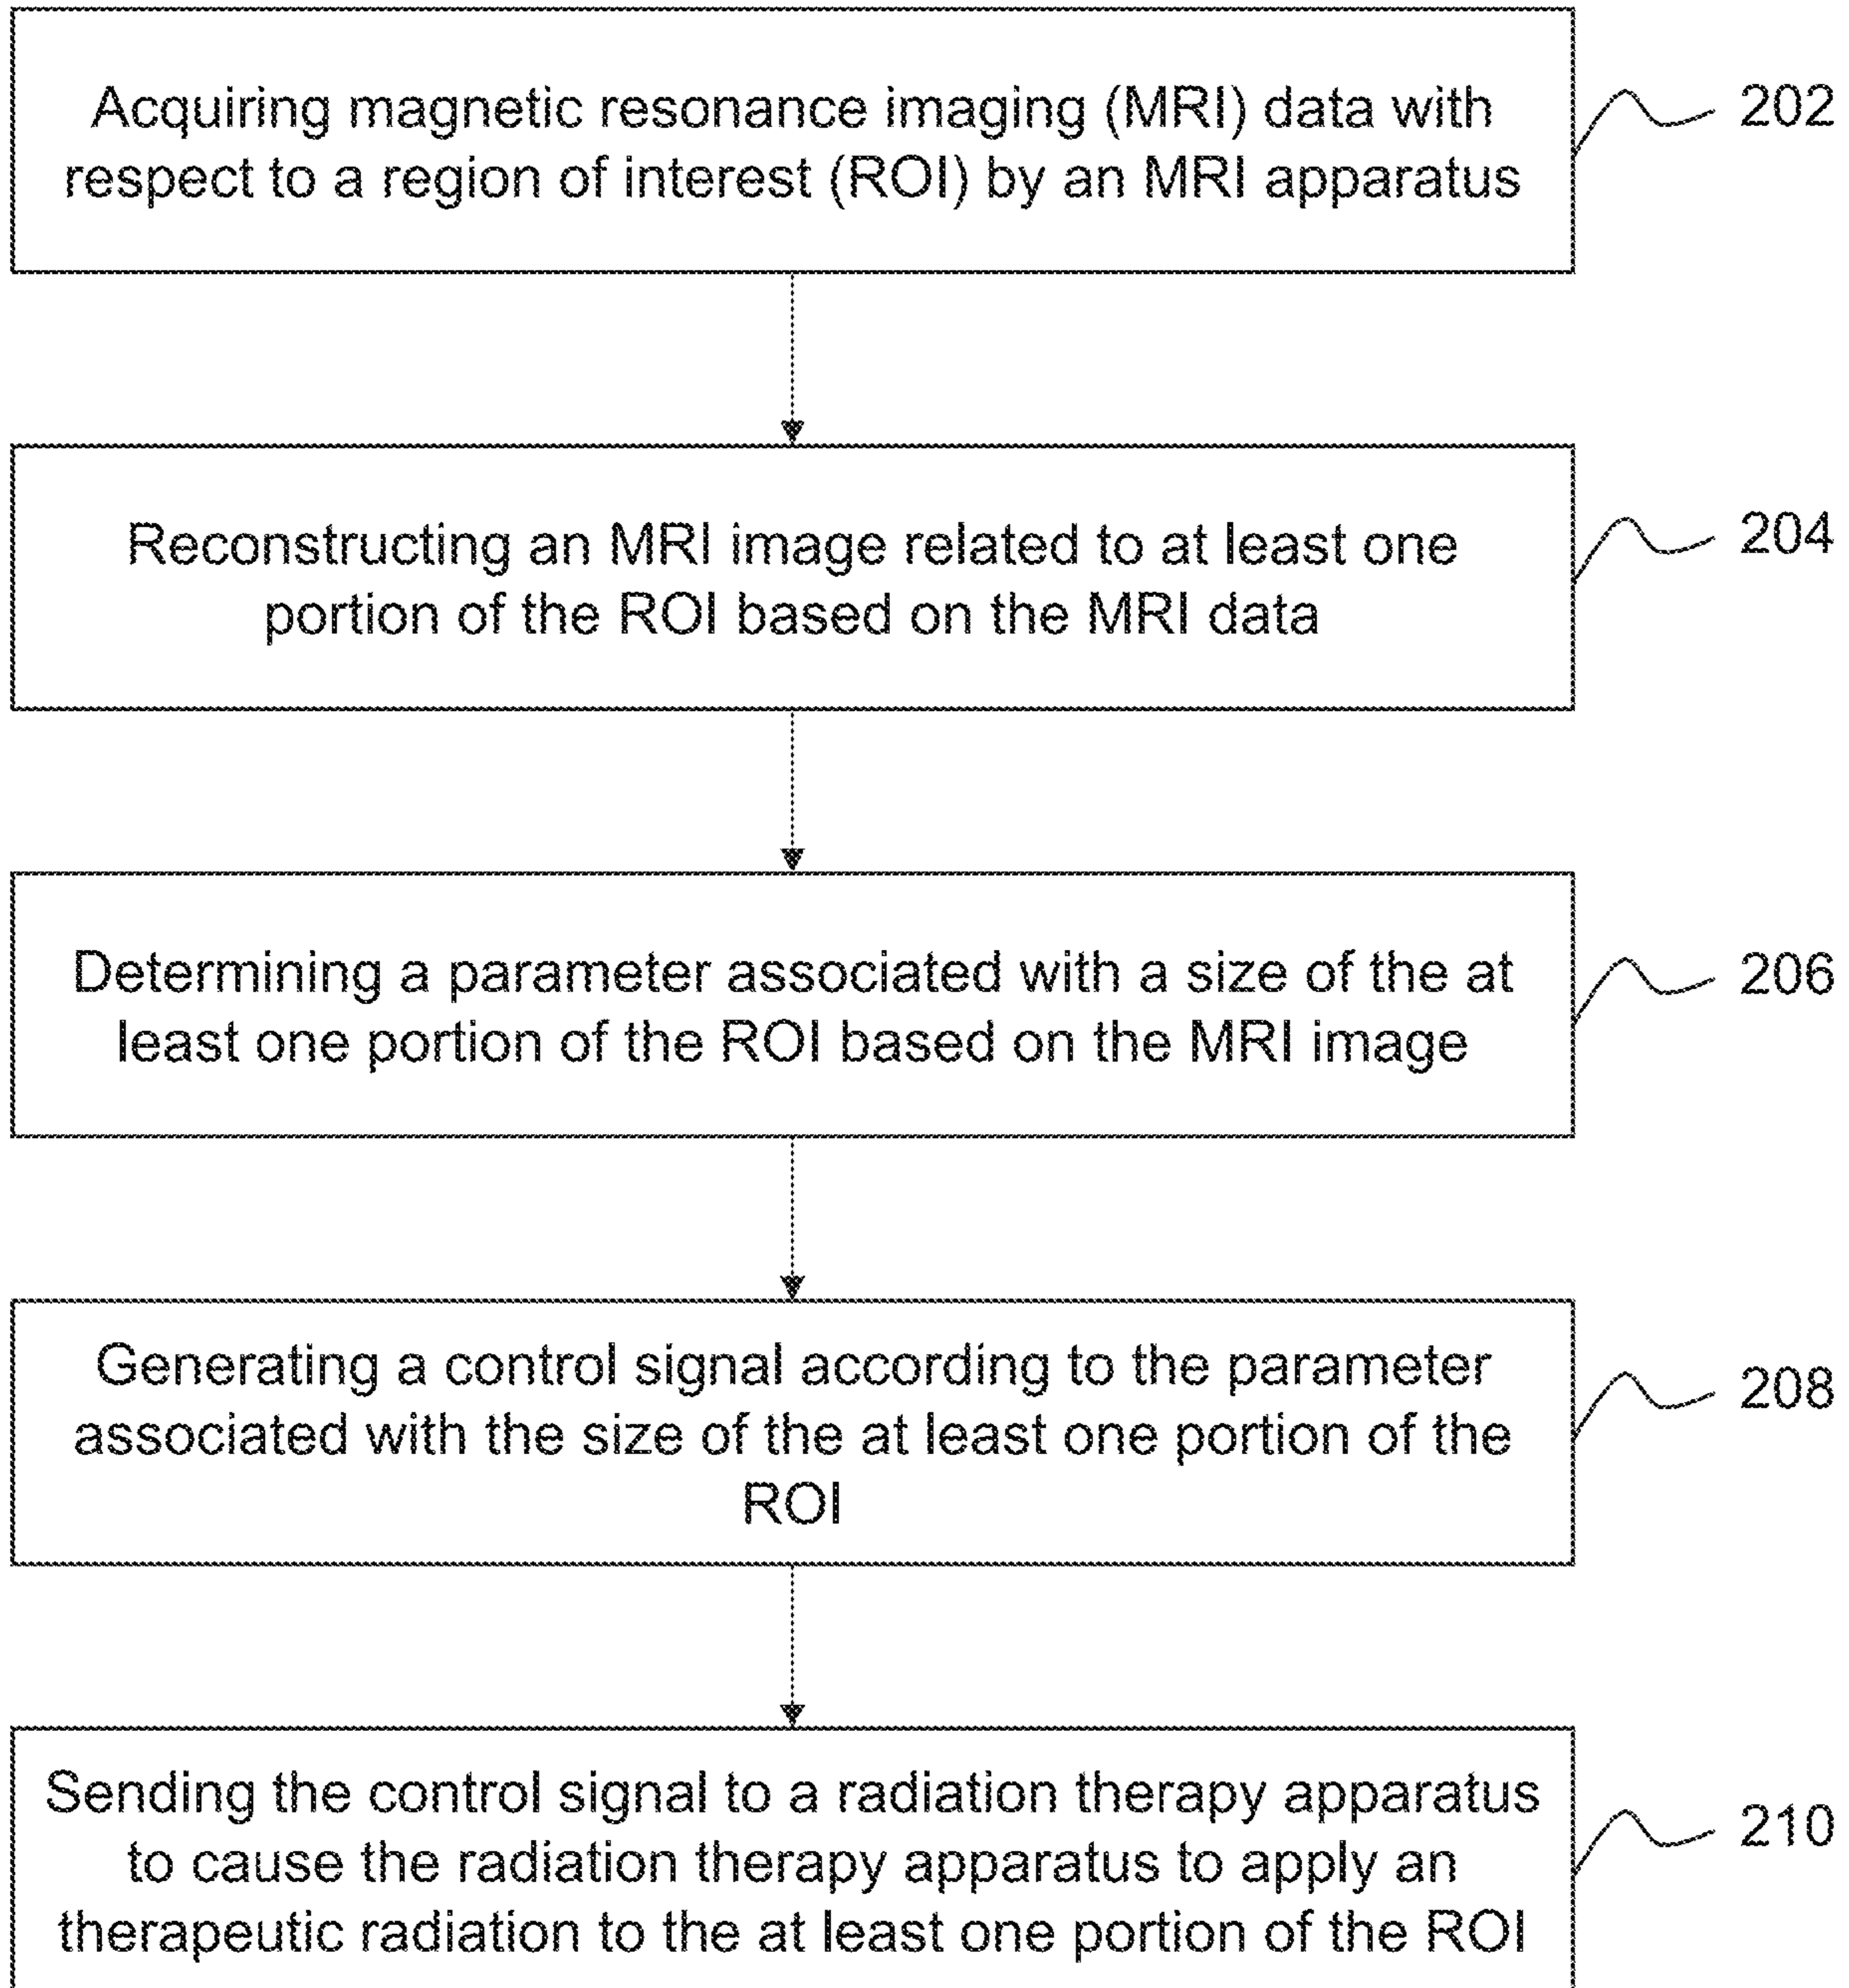 Acquiring magnetic resonance imaging (MRI) data with
respect to a region of interest (ROI) by an MRI apparatus
202
Reconstructing an MRI image related to at least one
portion of the ROI based on the MRI data
204
Determining a parameter associated with a size of the at
least one portion of the ROI based on the MRI image
206
Generating a control signal according to the parameter
associated with the size of the at least one portion of the
ROI
208
Sending the control signal to a radiation therapy apparatus
to cause the radiation therapy apparatus to apply an
therapeutic radiation to the at least one portion of the ROI
210